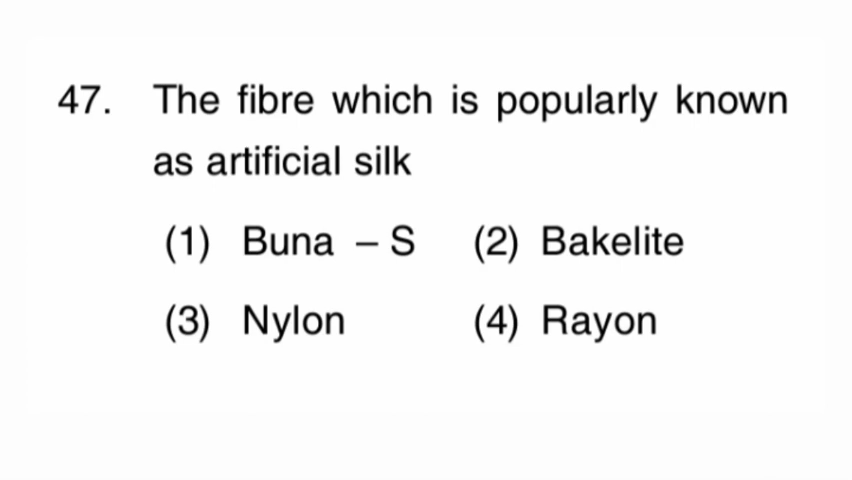 47. The fibre which is popularly known
as artificial silk
(1) Buna – S (2) Bakelite
(3) Nylon (4) Rayon